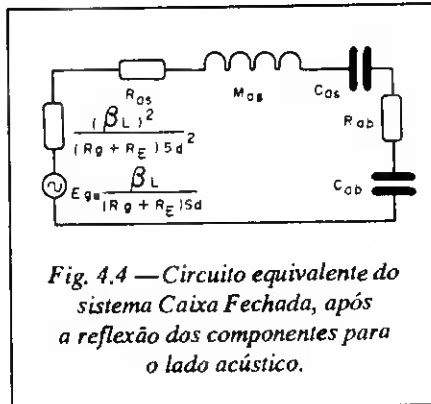 Ras
Mas
Cas
Rab
Cab
(βL)²
(Rg + RE) Sd²
Eg= βL
(Rg + RE) Sd
Fig. 4.4 — Circuito equivalente do
sistema Caixa Fechada, após
a reflexão dos componentes para
o lado acústico.